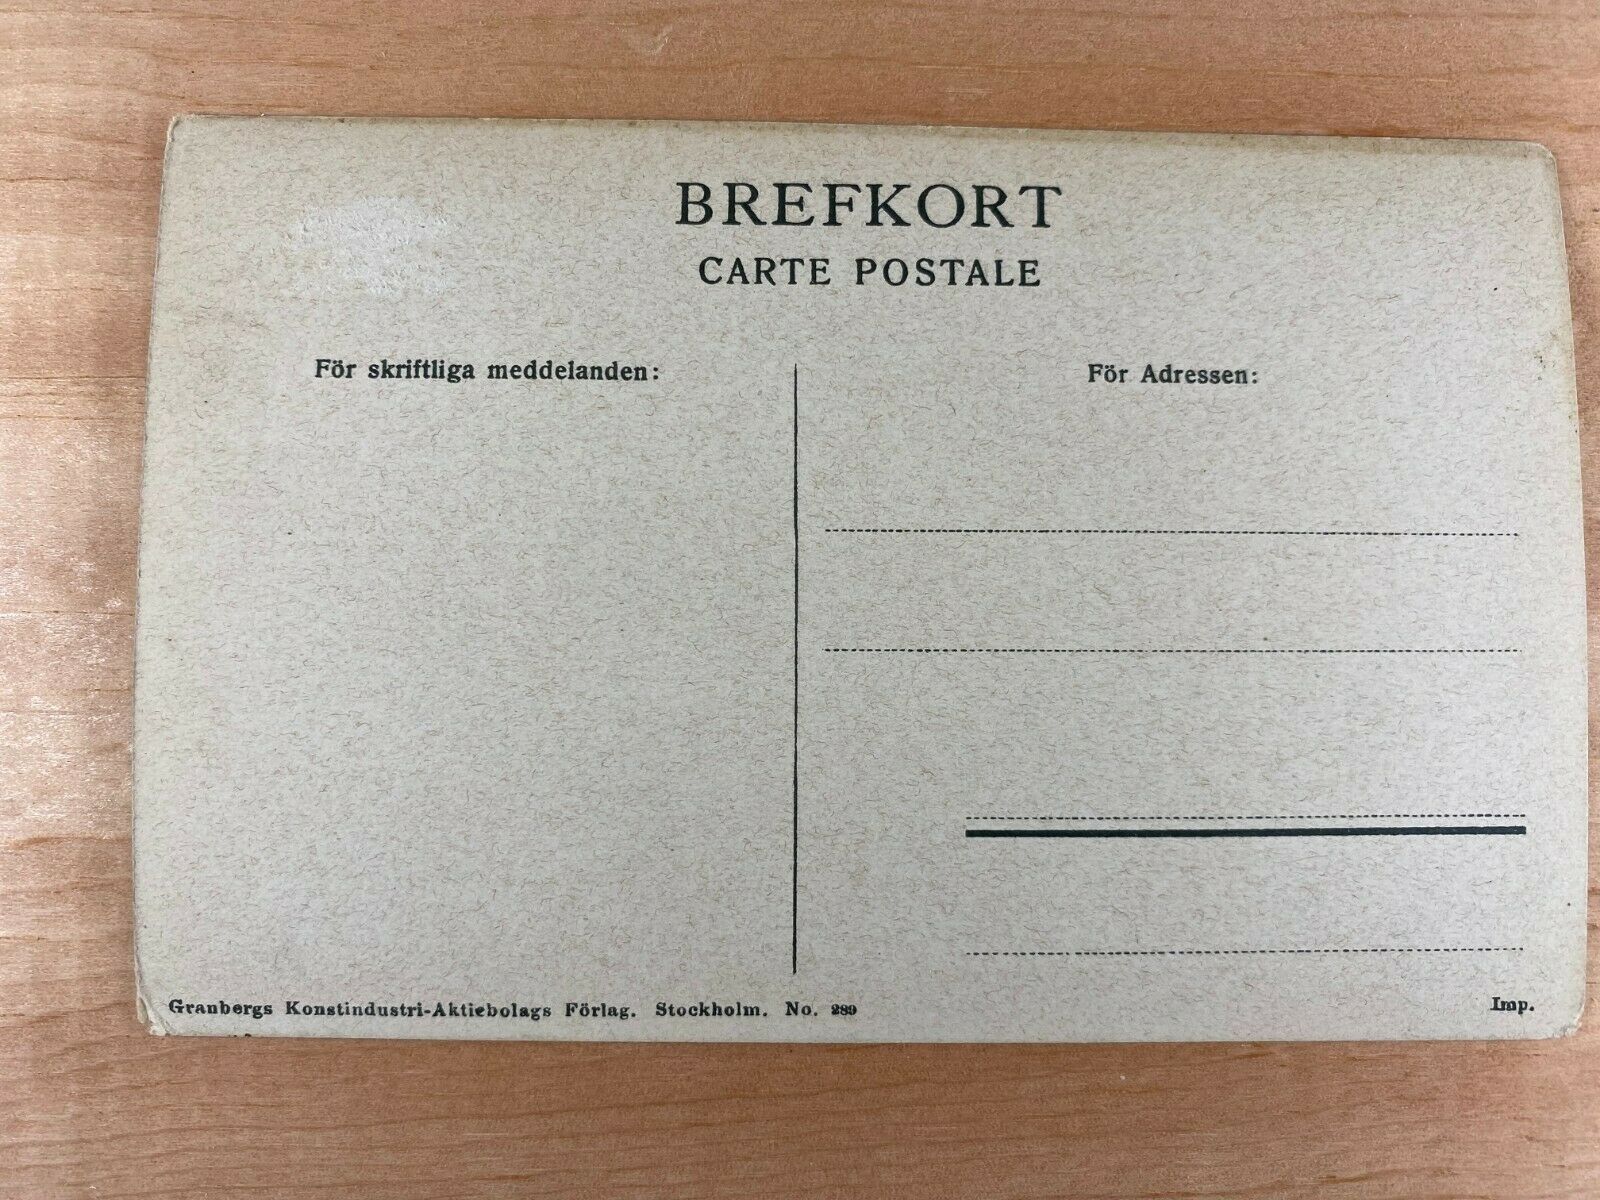 BREFKORT
CARTE POSTALE
För skriftliga meddelanden:
För Adressen:
Granbergs Konstindustri-Aktiebolags Förlag. Stockholm. No. 289
Imp.